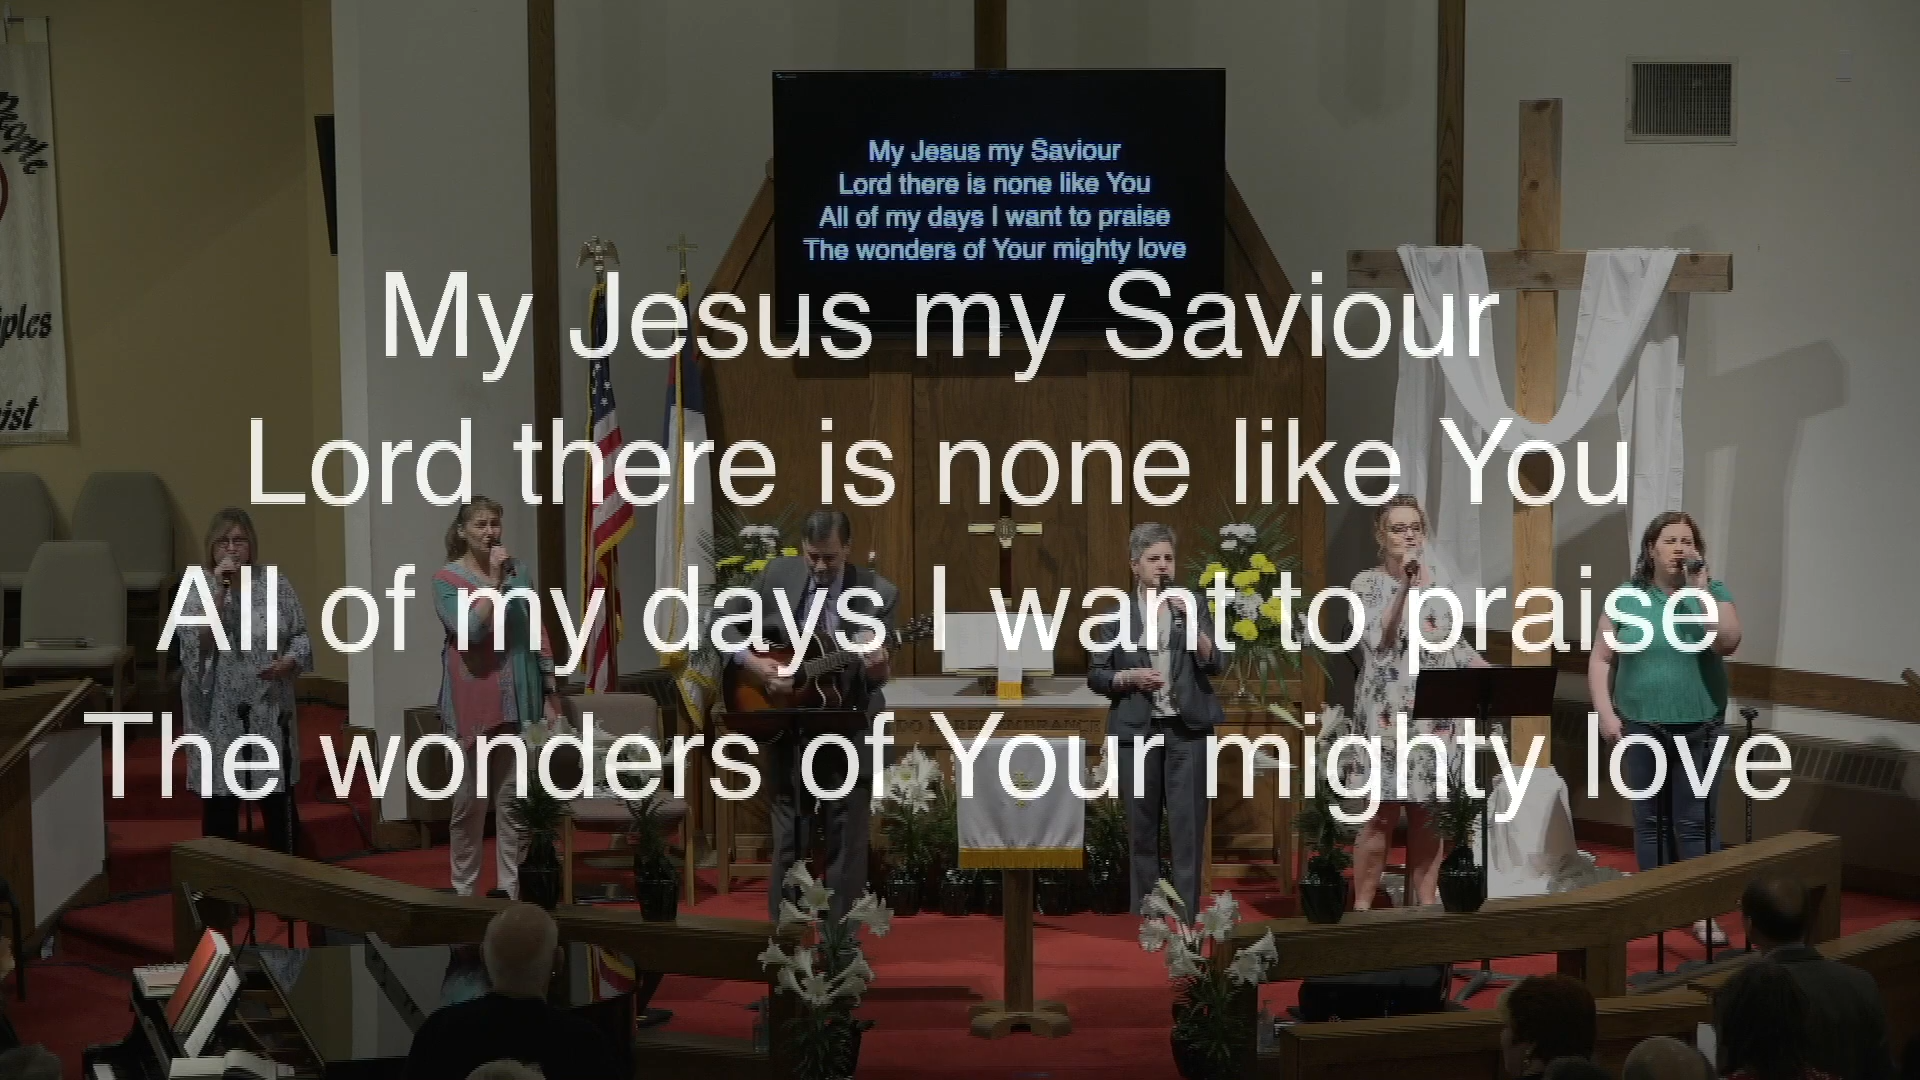 My Jesus my Saviour
Lord there is none like You
All of my days I want to praise
The wonders of Your mighty love
My Jesus my Saviour
Lord there is none like You
All of my days I want to praise
The wonders of Your mighty love
People